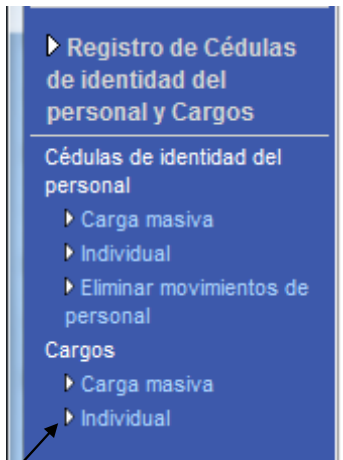 Registro de Cédulas
de identidad del
personal y Cargos
Cédulas de identidad del
personal
Carga masiva
Individual
Eliminar movimientos de
personal
Cargos
Carga masiva
Individual